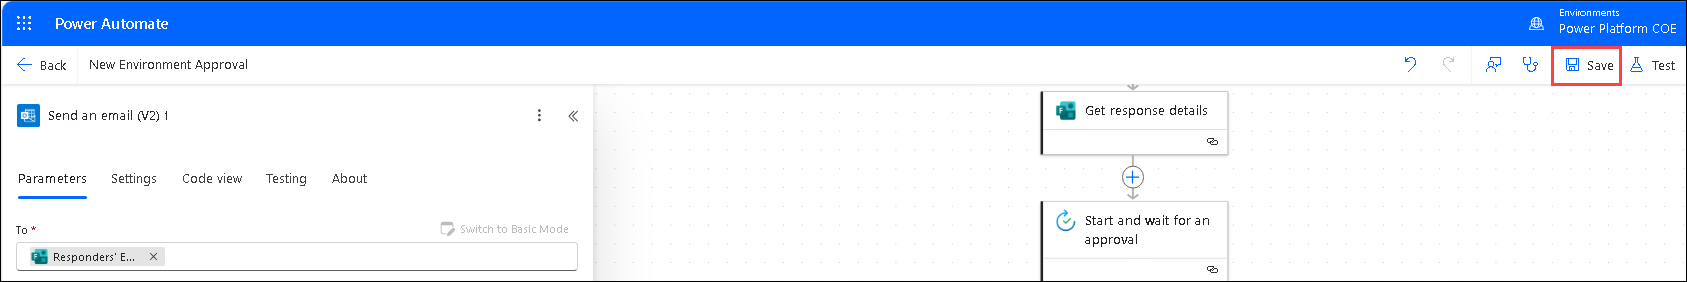 Power Automate
Environments
Power Platform COE
Back
New Environment Approval
Save
Test
Send an email (V2) 1
Get response details
Parameters
Settings
Code view
Testing
About
To *
Switch to Basic Mode
Start and wait for an
approval
Responders' E...